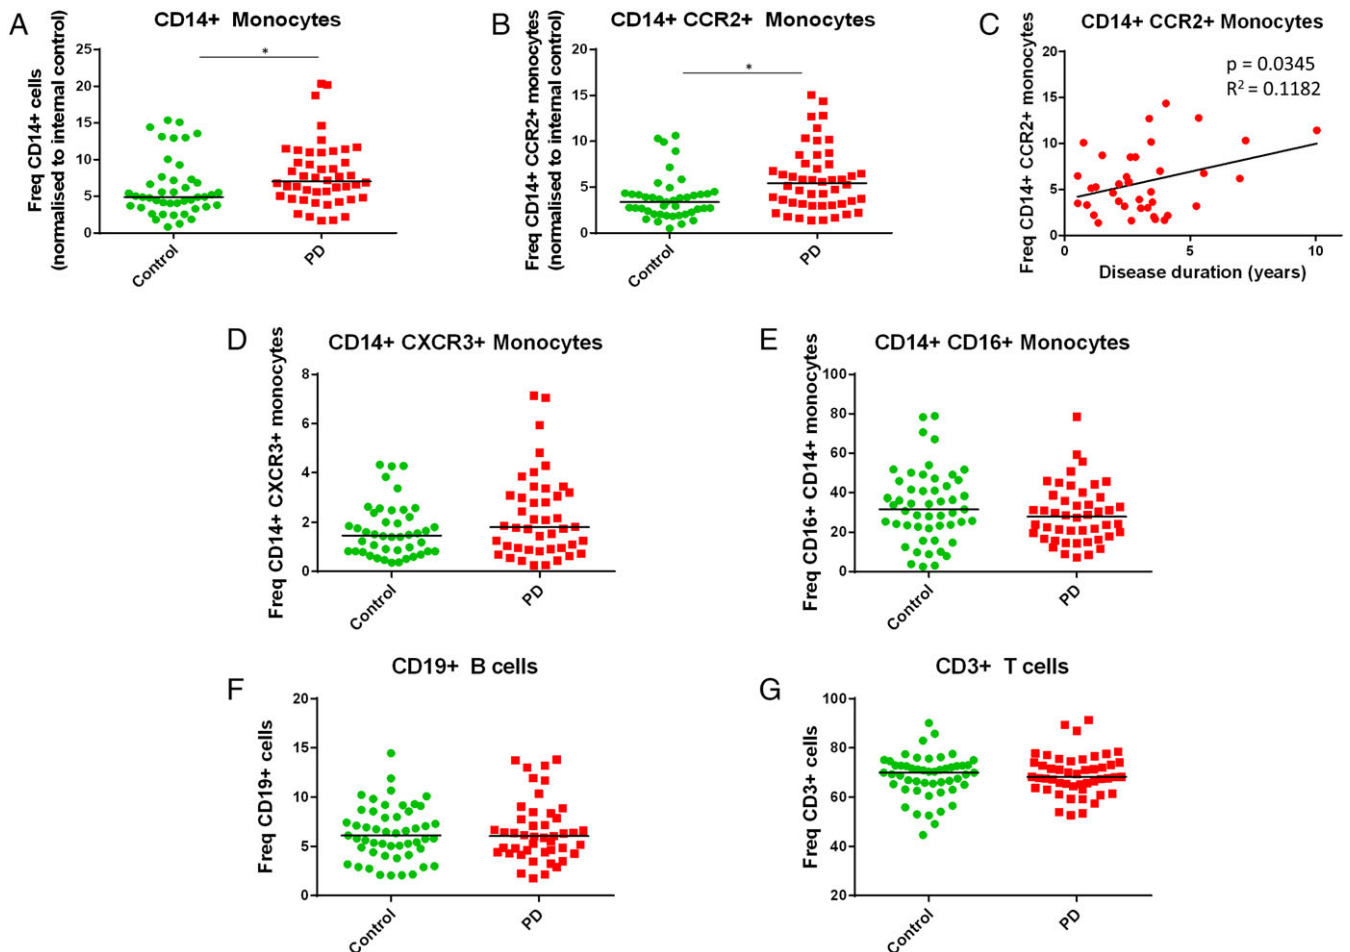 A
CD14+ Monocytes
Freq CD14+ cells
(normalised to internal control)
25
20
15
10
5
0
*
Control
PD
B
CD14+ CCR2+ Monocytes
Freq CD14+ CCR2+ monocytes
(normalised to internal control)
20
15
10
5
0
*
Control
PD
C
CD14+ CCR2+ Monocytes
Freq CD14+ CCR2+ monocytes
20
15
10
5
0
p = 0.0345
R² = 0.1182
0
5
10
Disease duration (years)
D
CD14+ CXCR3+ Monocytes
Freq CD14+ CXCR3+ monocytes
8
6
4
2
0
Control
PD
E
CD14+ CD16+ Monocytes
Freq CD16+ CD14+ monocytes
100
80
60
40
20
0
Control
PD
F
CD19+ B cells
Freq CD19+ cells
20
15
10
5
0
Control
PD
G
CD3+ T cells
Freq CD3+ cells
100
80
60
40
20
Control
PD